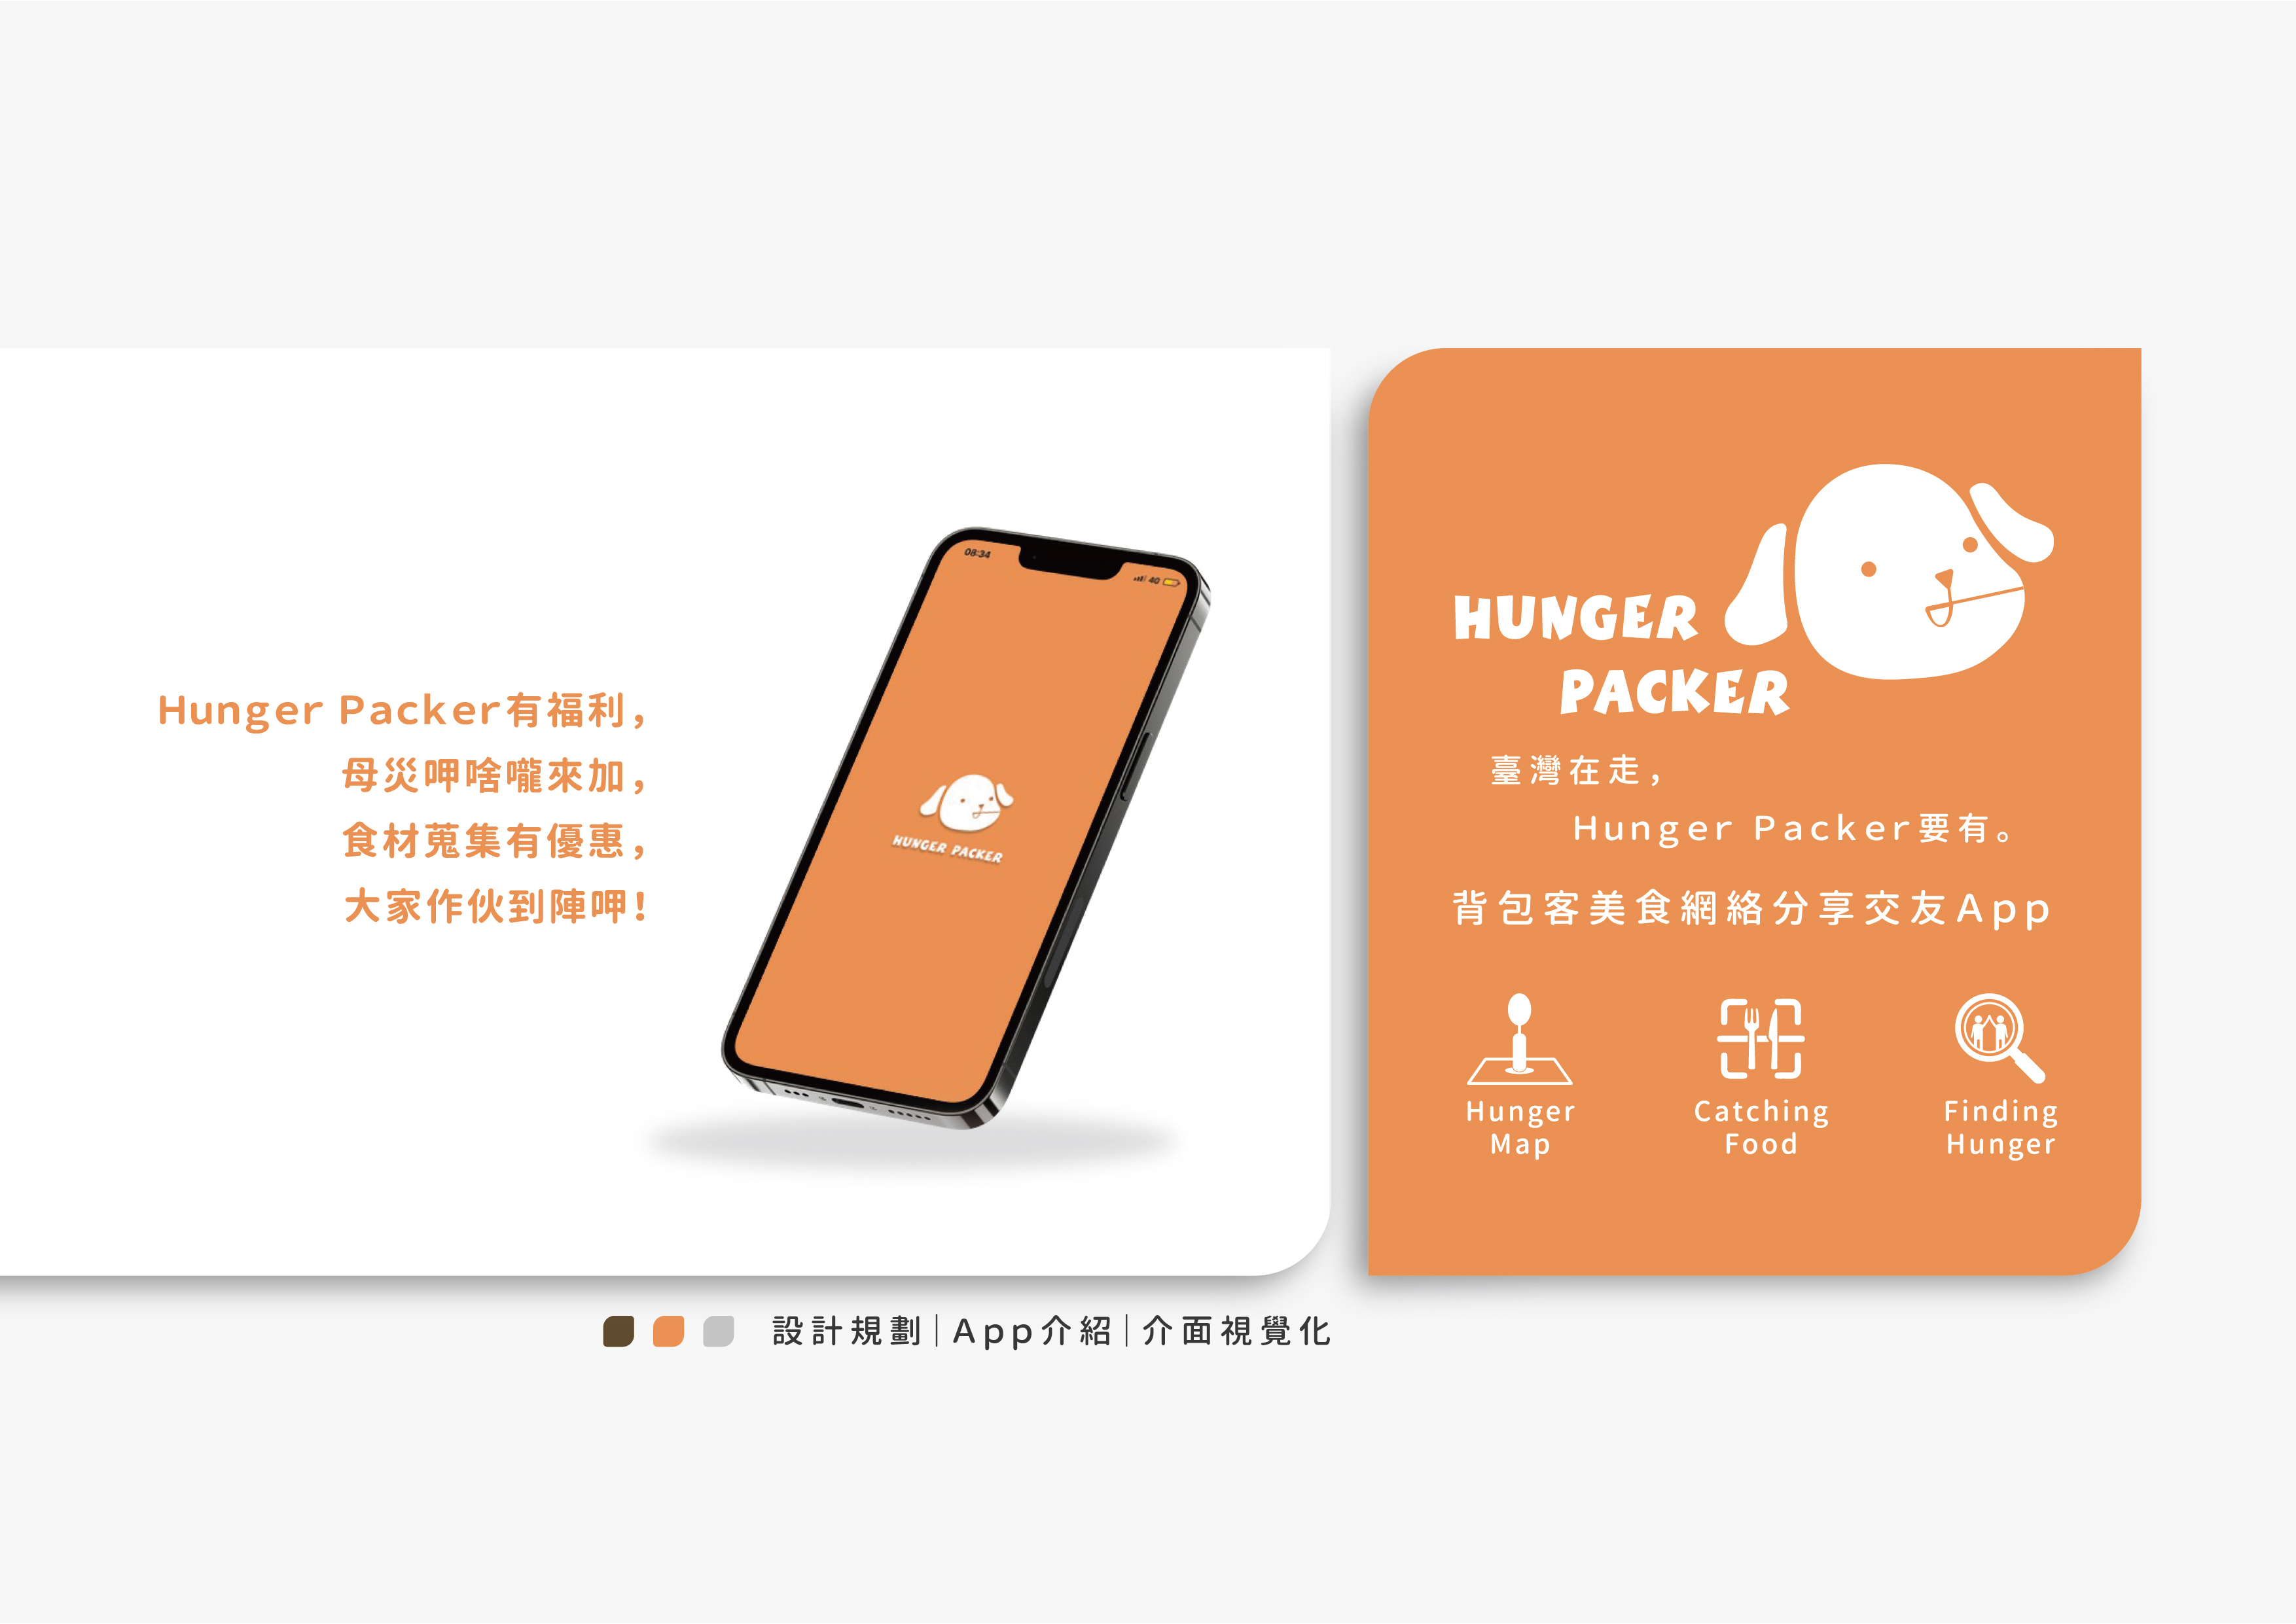 Hunger Packer有福利,
母災呷啥嚨來加,
食材蒐集有優惠,
大家作伙到陣呷!
08:34
4G
HUNGER PACKER
HUNGER
PACKER
臺灣在走,
Hunger Packer要有。
背包客美食網絡分享交友App
Hunger
Map
Catching
Food
Finding
Hunger
設計規劃|App介紹|介面視覺化